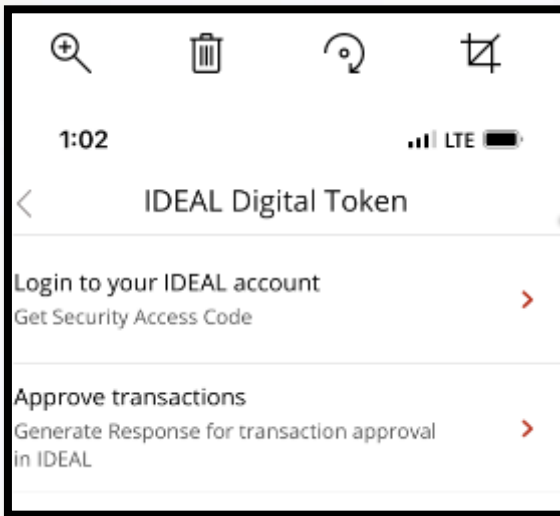 1:02
LTE
IDEAL Digital Token
Login to your IDEAL account
Get Security Access Code
Approve transactions
Generate Response for transaction approval
in IDEAL